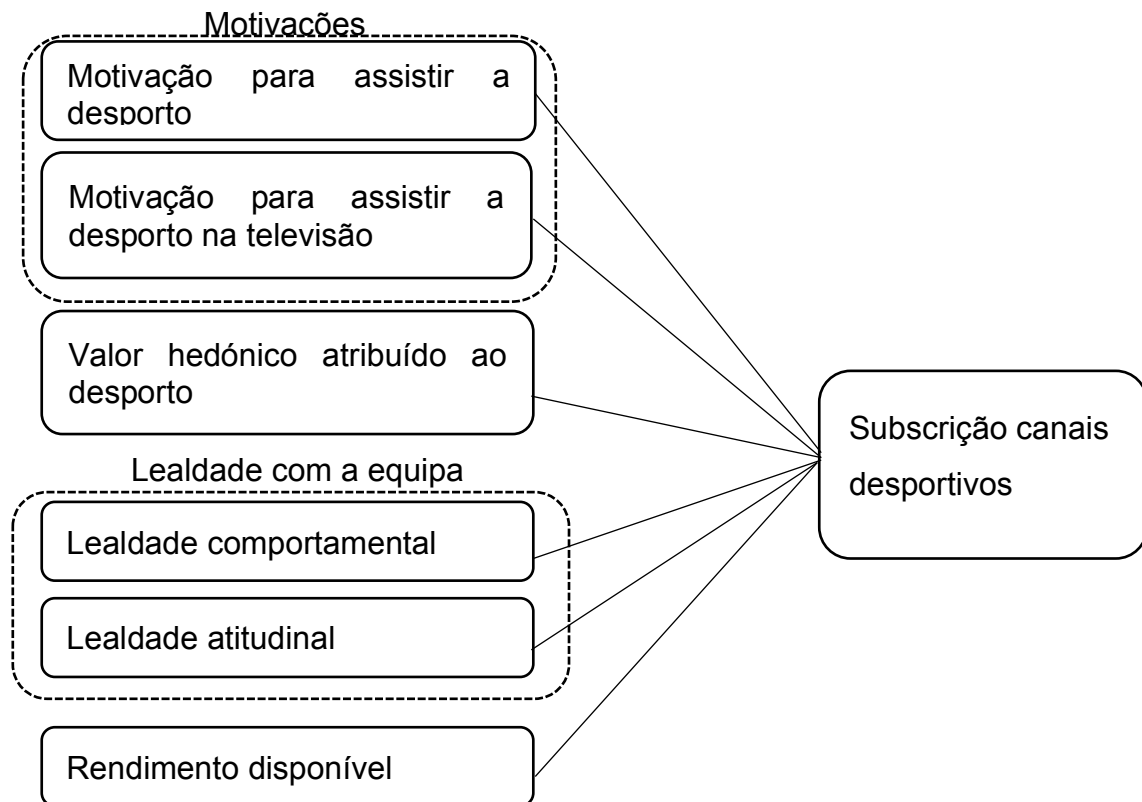 Motivações
Motivação para assistir a
desporto
Motivação para assistir a
desporto na televisão
Valor hedónico atribuído ao
desporto
Lealdade com a equipa
Lealdade comportamental
Lealdade atitudinal
Rendimento disponível
Subscrição canais
desportivos